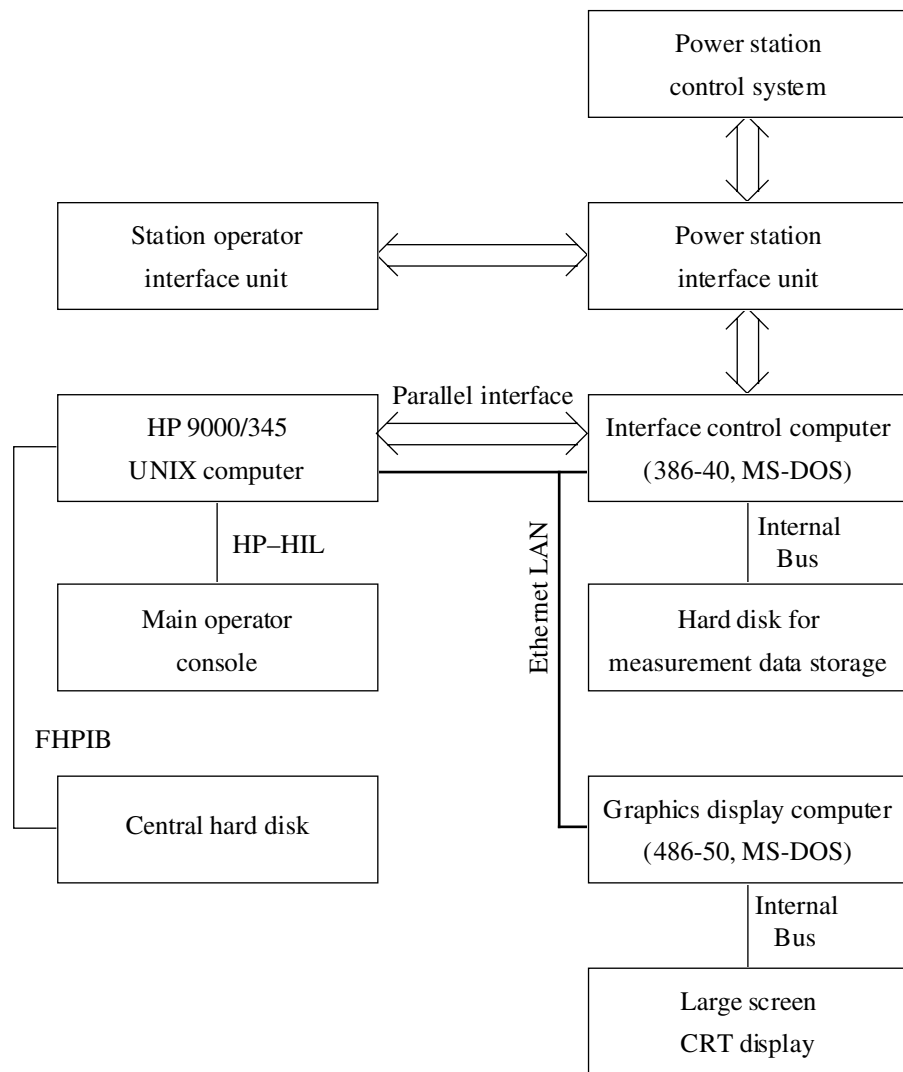 Power station
control system
Station operator
interface unit
Power station
interface unit
Parallel interface
HP 9000/345
UNIX computer
Interface control computer
(386-40, MS-DOS)
HP–HIL
Internal
Bus
Ethernet LAN
Main operator
console
Hard disk for
measurement data storage
FHPIB
Central hard disk
Graphics display computer
(486-50, MS-DOS)
Internal
Bus
Large screen
CRT display